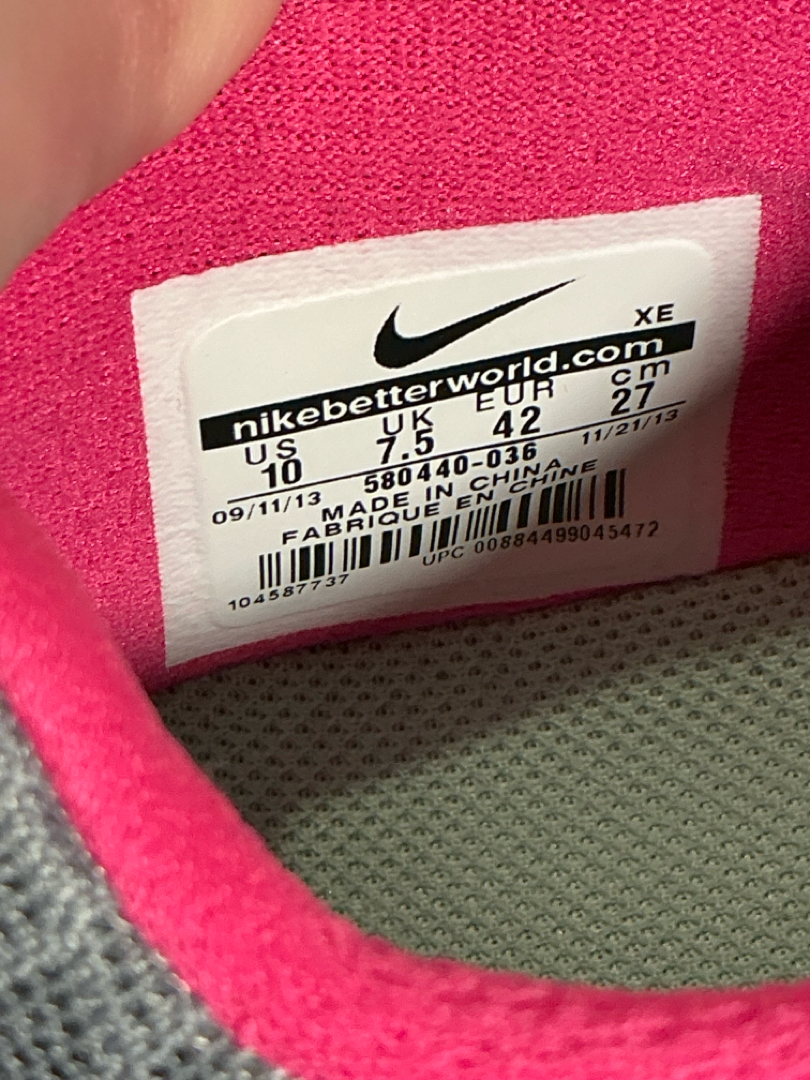 XE
nikebetterworld.com
US UK EUR cm
10 7.5 42 27
09/11/13 580440-036 11/21/13
MADE IN CHINA
FABRIQUE EN CHINE
UPC 00884499045472
104587737